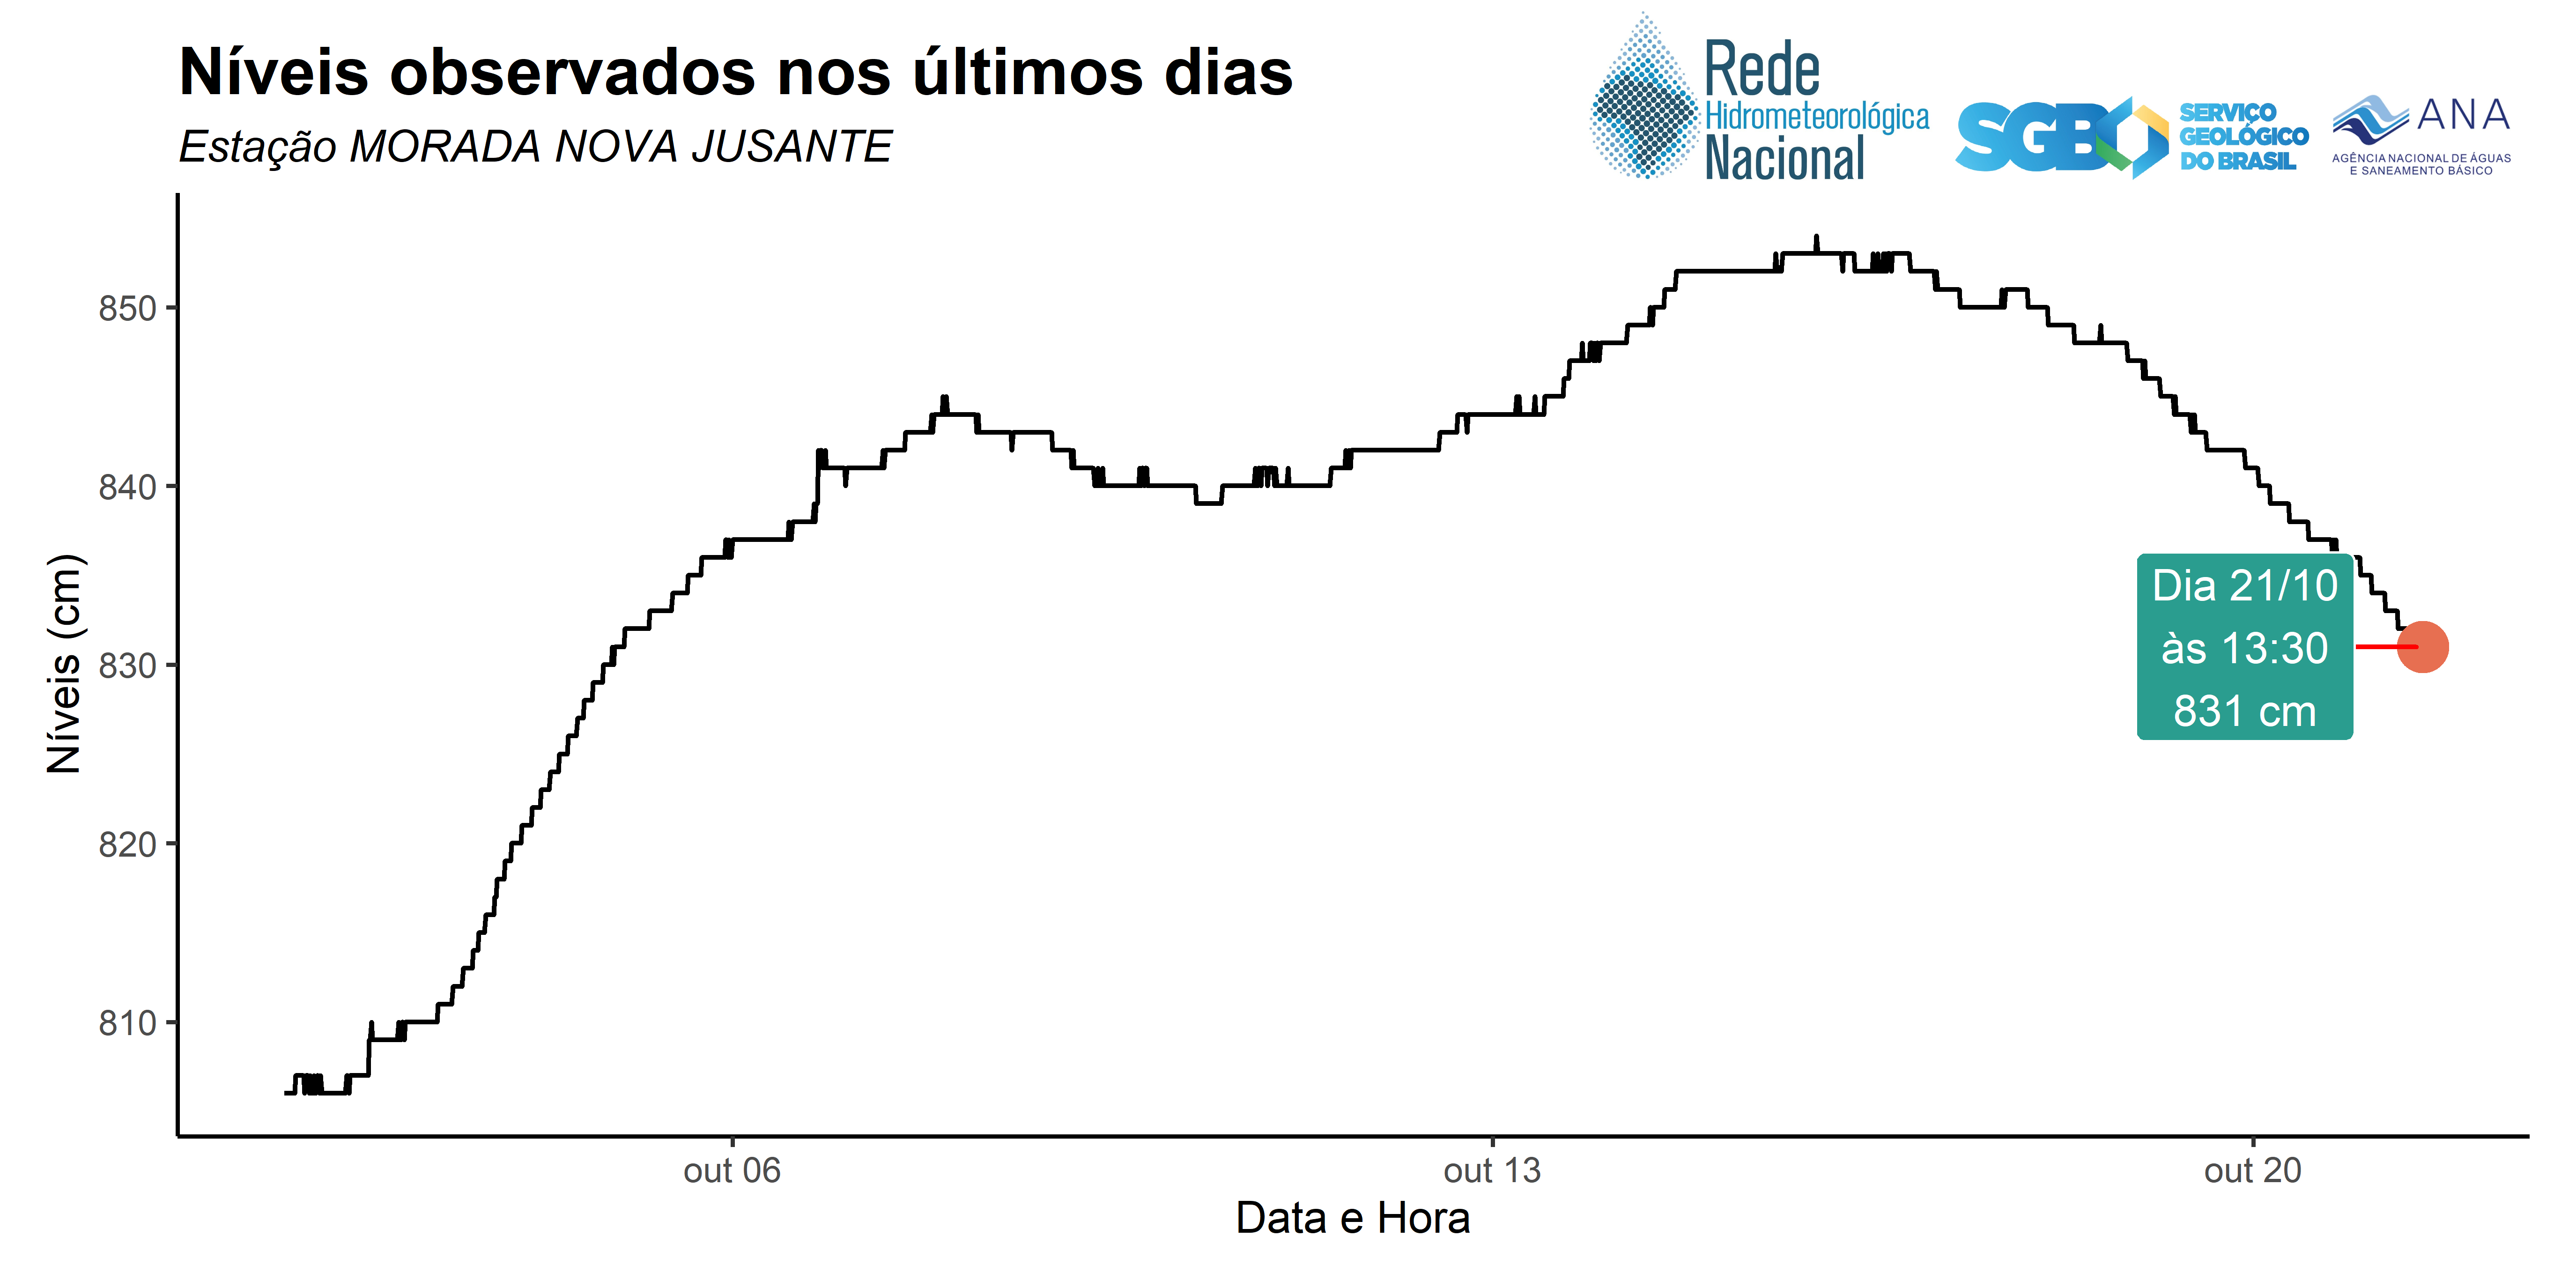 Níveis observados nos últimos dias
Estação MORADA NOVA JUSANTE
Rede
Hidrometeorológica
Nacional
SGB
SERVIÇO
GEOLÓGICO
DO BRASIL
ANA
AGÊNCIA NACIONAL DE ÁGUAS
E SANEAMENTO BÁSICO
Níveis (cm)
850
840
830
820
810
Dia 21/10
às 13:30
831 cm
out 06
out 13
out 20
Data e Hora